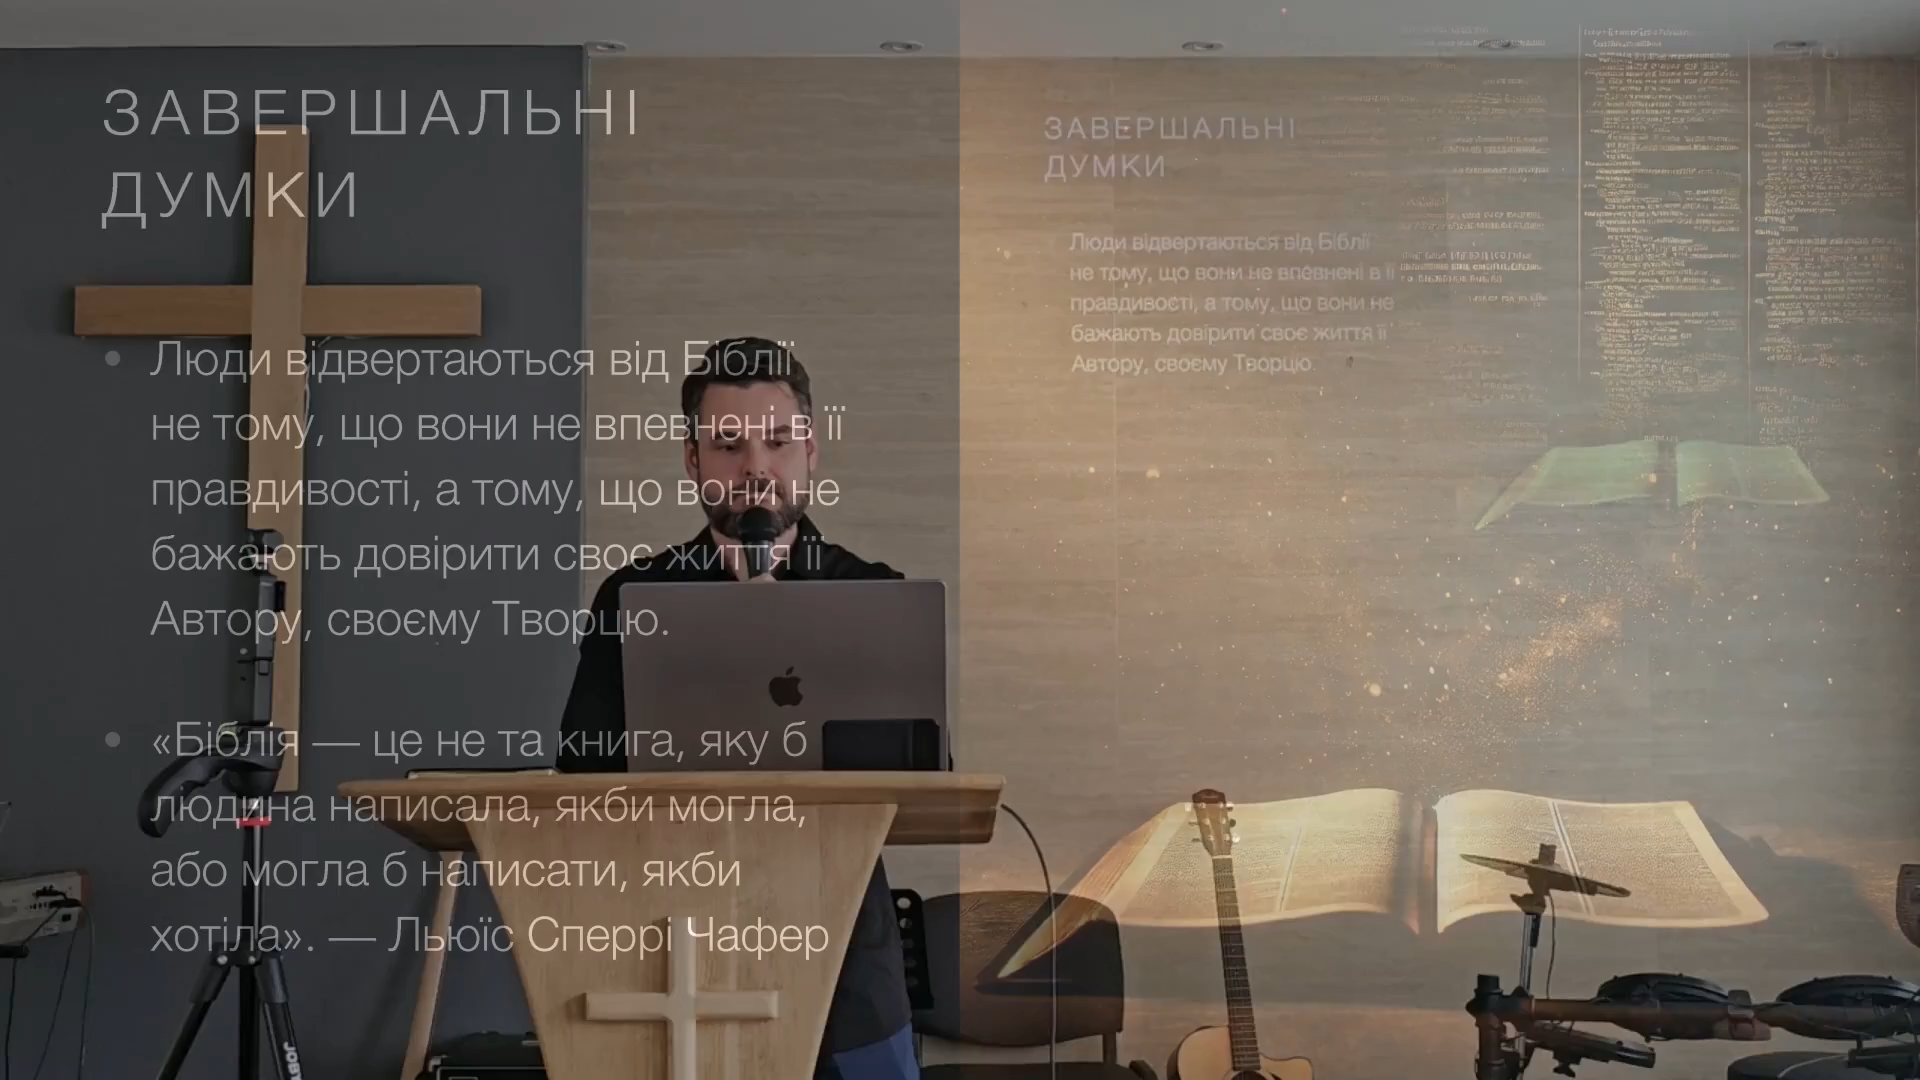 ЗАВЕРШАЛЬНІ
ДУМКИ
• Люди відвертаються від Біблії
не тому, що вони не впевнені в її
правдивості, а тому, що вони не
бажають довірити своє життя її
Автору, своєму Творцю.
• «Біблія — це не та книга, яку б
людина написала, якби могла,
або могла б написати, якби
хотіла». — Льюїс Сперрі Чафер
ЗАВЕРШАЛЬНІ
ДУМКИ
Люди відвертаються від Біблії
не тому, що вони не впевнені в її
правдивості, а тому, що вони не
бажають довірити своє життя її
Автору, своєму Творцю.